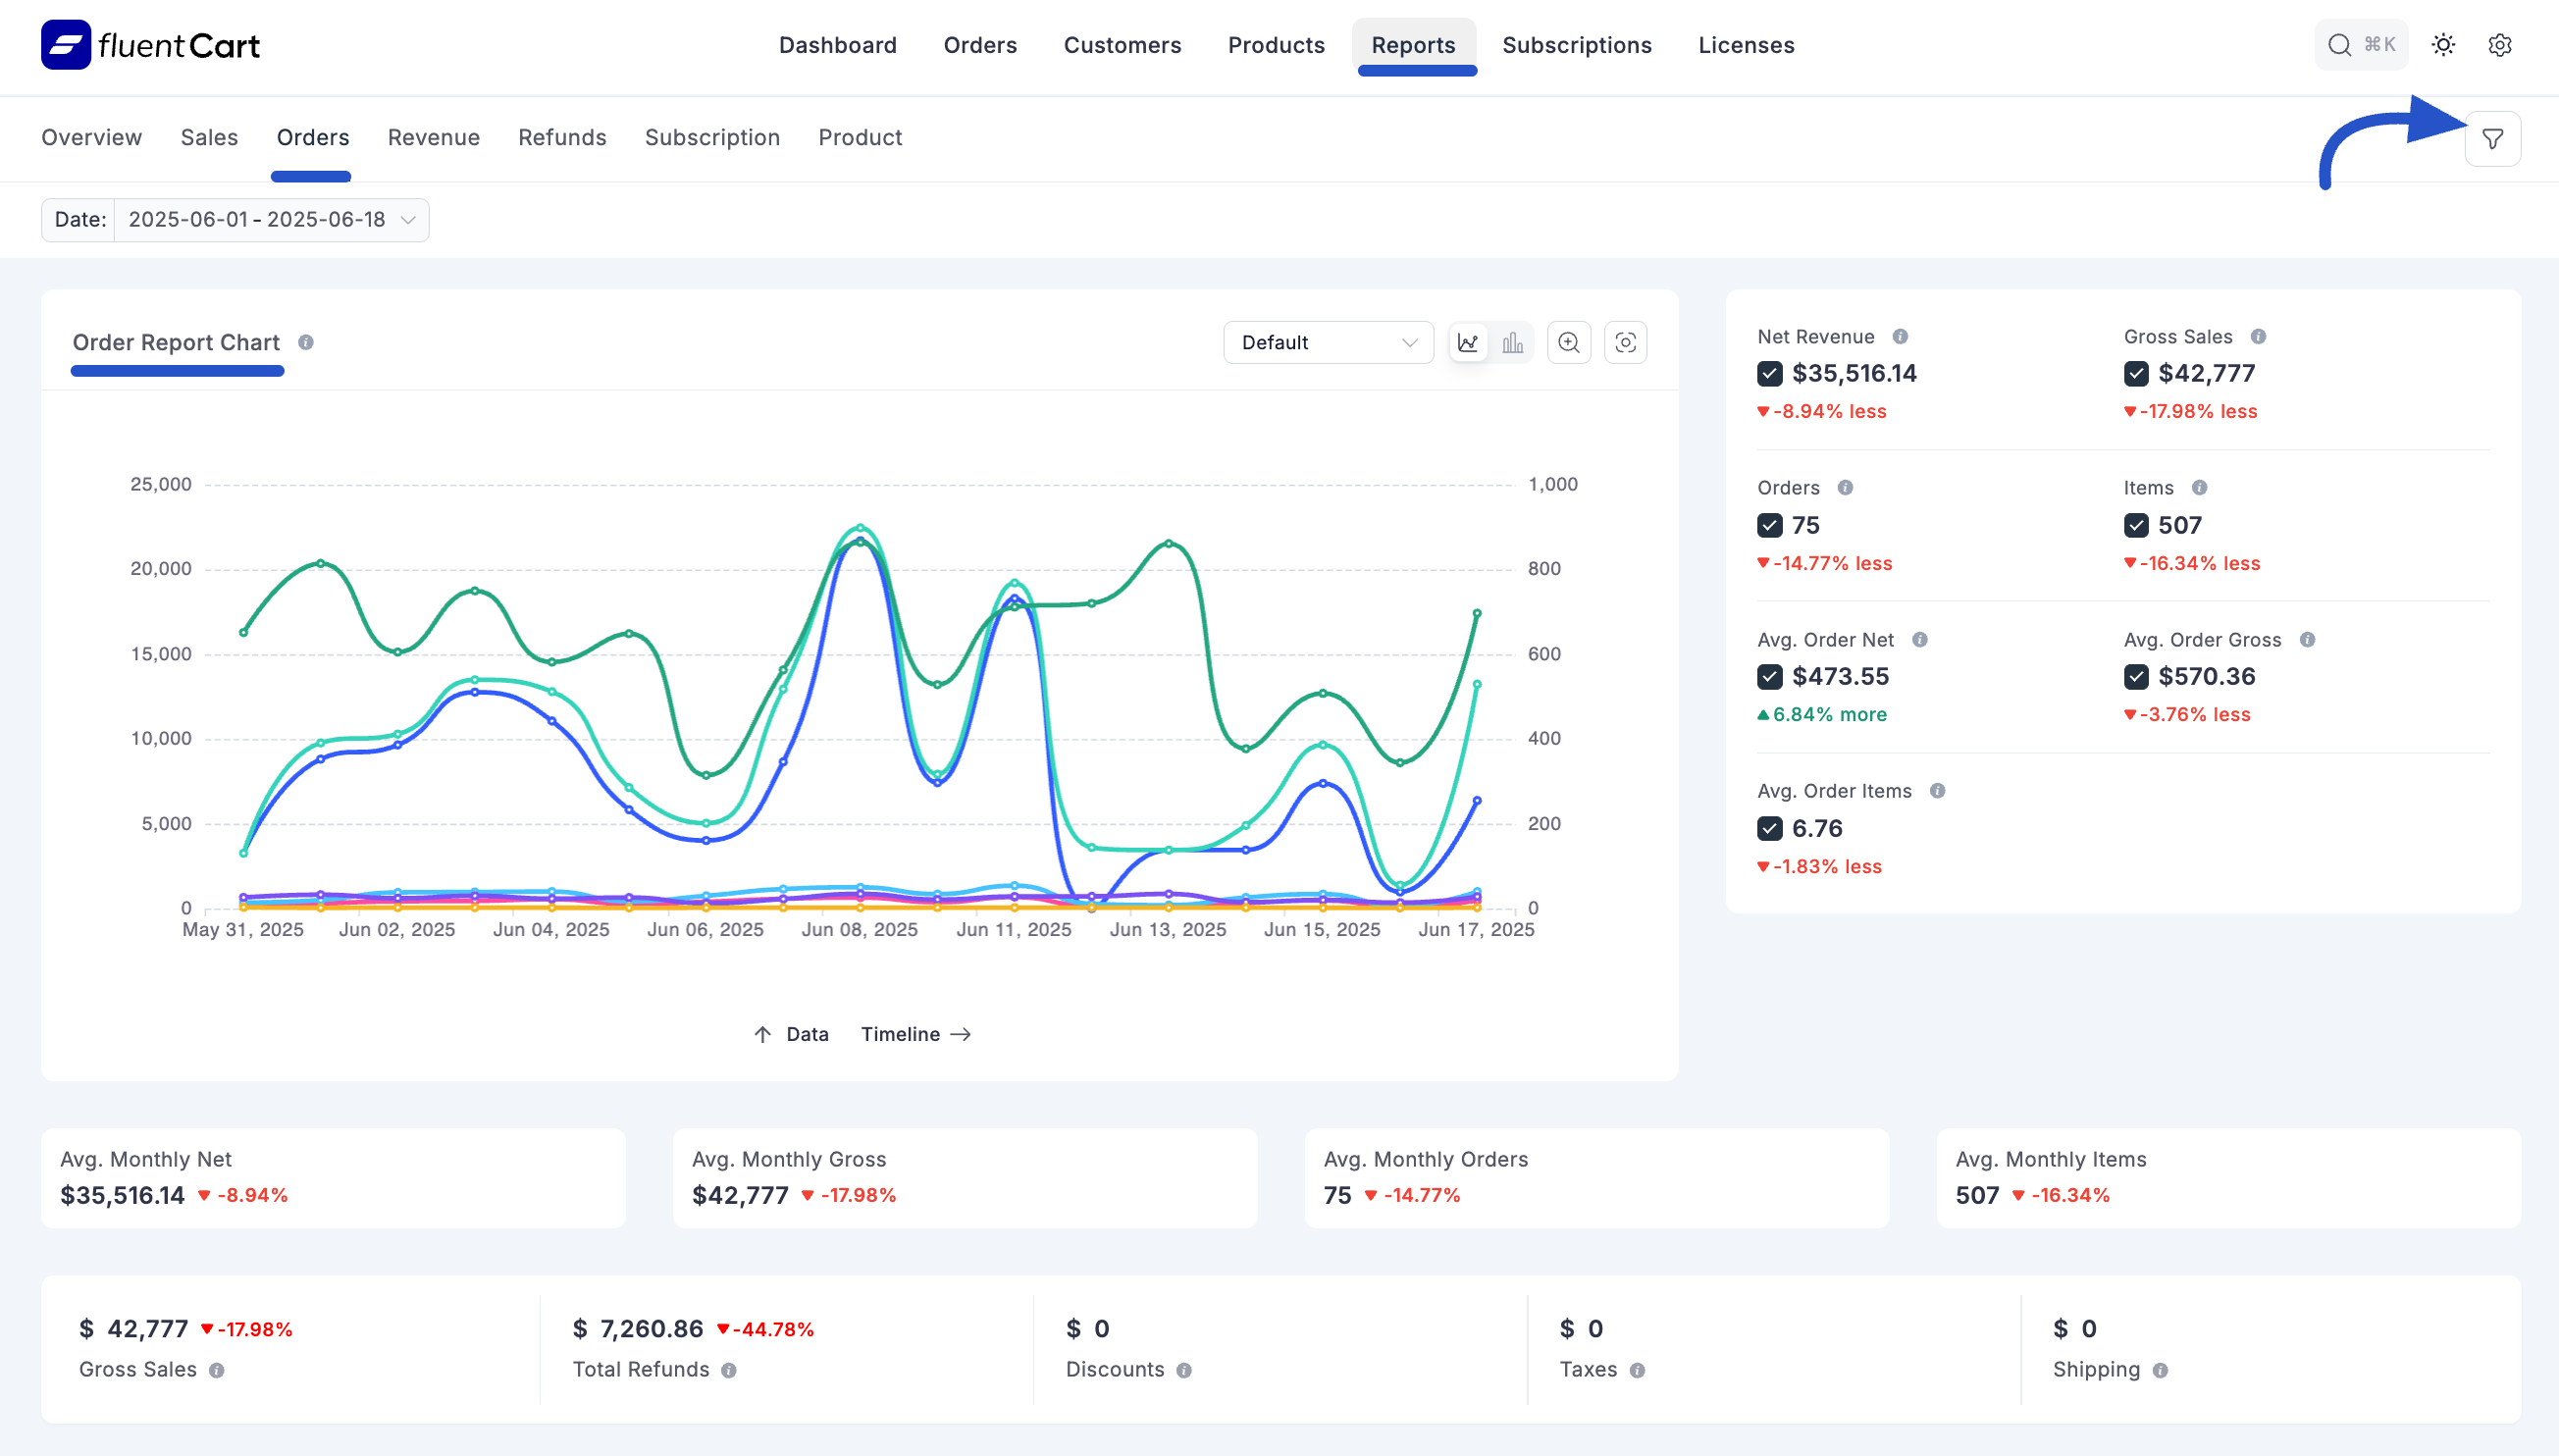 fluentCart Dashboard Orders Customers Products Reports Subscriptions Licenses ⌘K
Overview Sales Orders Revenue Refunds Subscription Product
Date: 2025-06-01 - 2025-06-18
Order Report Chart Default
25,000 1,000
20,000 800
15,000 600
10,000 400
5,000 200
0 0
May 31, 2025 Jun 02, 2025 Jun 04, 2025 Jun 06, 2025 Jun 08, 2025 Jun 11, 2025 Jun 13, 2025 Jun 15, 2025 Jun 17, 2025
Data Timeline
Net Revenue Gross Sales
$35,516.14 $42,777
-8.94% less -17.98% less
Orders Items
75 507
-14.77% less -16.34% less
Avg. Order Net Avg. Order Gross
$473.55 $570.36
6.84% more -3.76% less
Avg. Order Items
6.76
-1.83% less
Avg. Monthly Net Avg. Monthly Gross Avg. Monthly Orders Avg. Monthly Items
$35,516.14 -8.94% $42,777 -17.98% 75 -14.77% 507 -16.34%
$ 42,777 -17.98% $ 7,260.86 -44.78% $ 0 $ 0 $ 0
Gross Sales Total Refunds Discounts Taxes Shipping